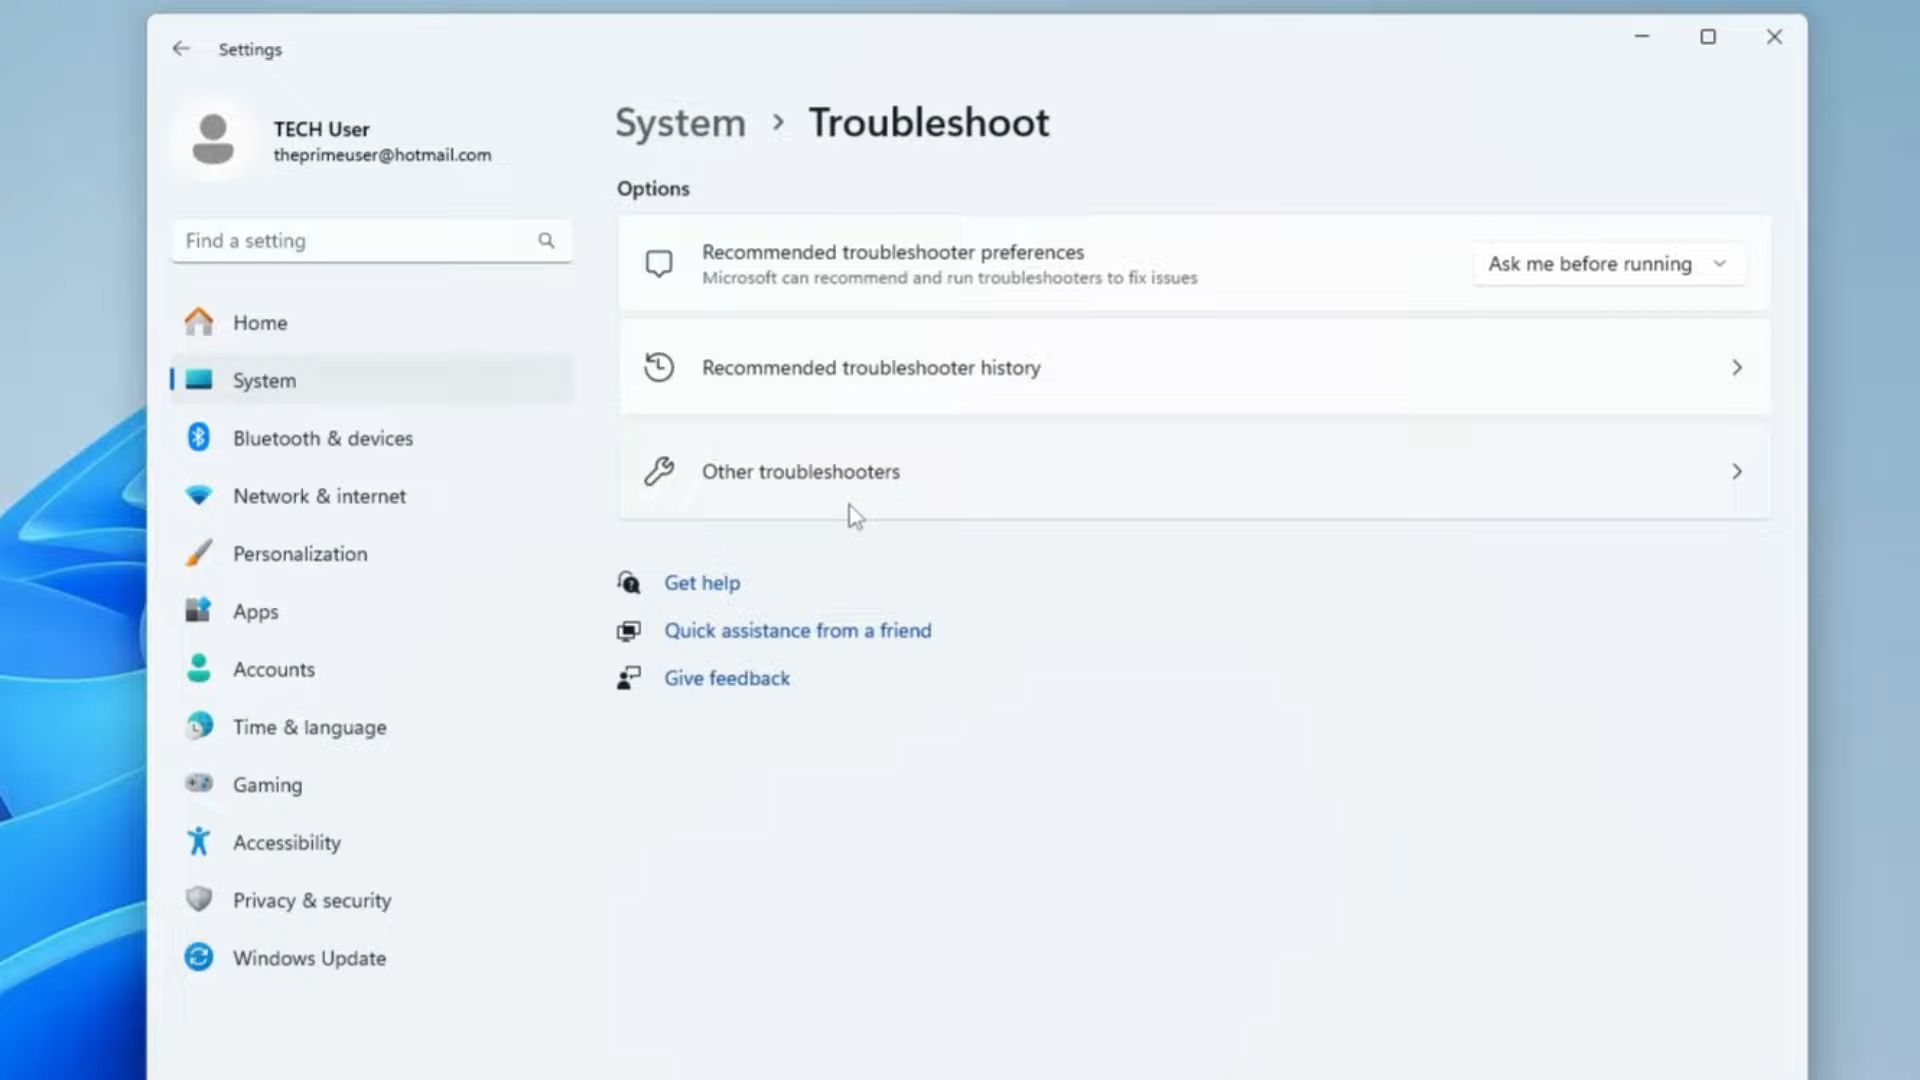 Settings
TECH User
theprimeuser@hotmail.com
Find a setting
Home
System
Bluetooth & devices
Network & internet
Personalization
Apps
Accounts
Time & language
Gaming
Accessibility
Privacy & security
Windows Update
System > Troubleshoot
Options
Recommended troubleshooter preferences
Microsoft can recommend and run troubleshooters to fix issues
Ask me before running
Recommended troubleshooter history
Other troubleshooters
Get help
Quick assistance from a friend
Give feedback